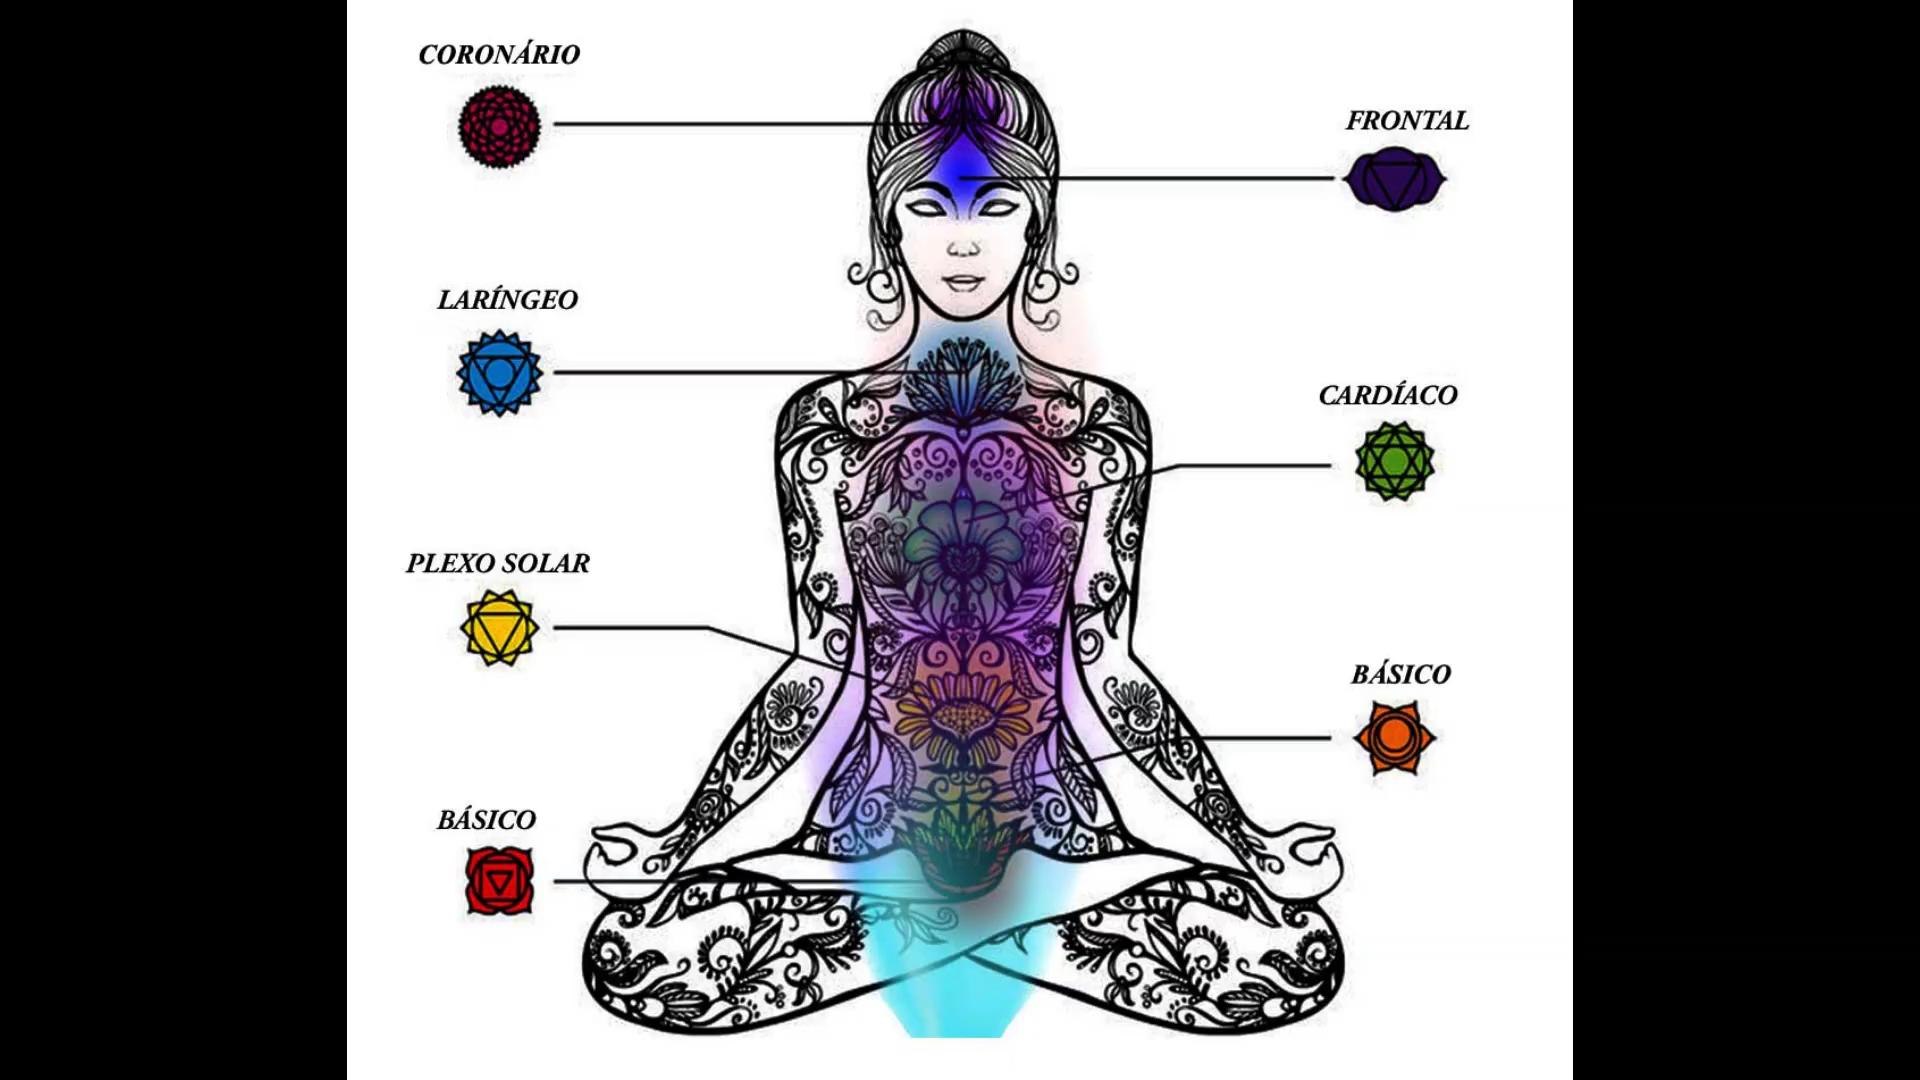 CORONÁRIO
FRONTAL
LARÍNGEO
CARDÍACO
PLEXO SOLAR
BÁSICO
BÁSICO